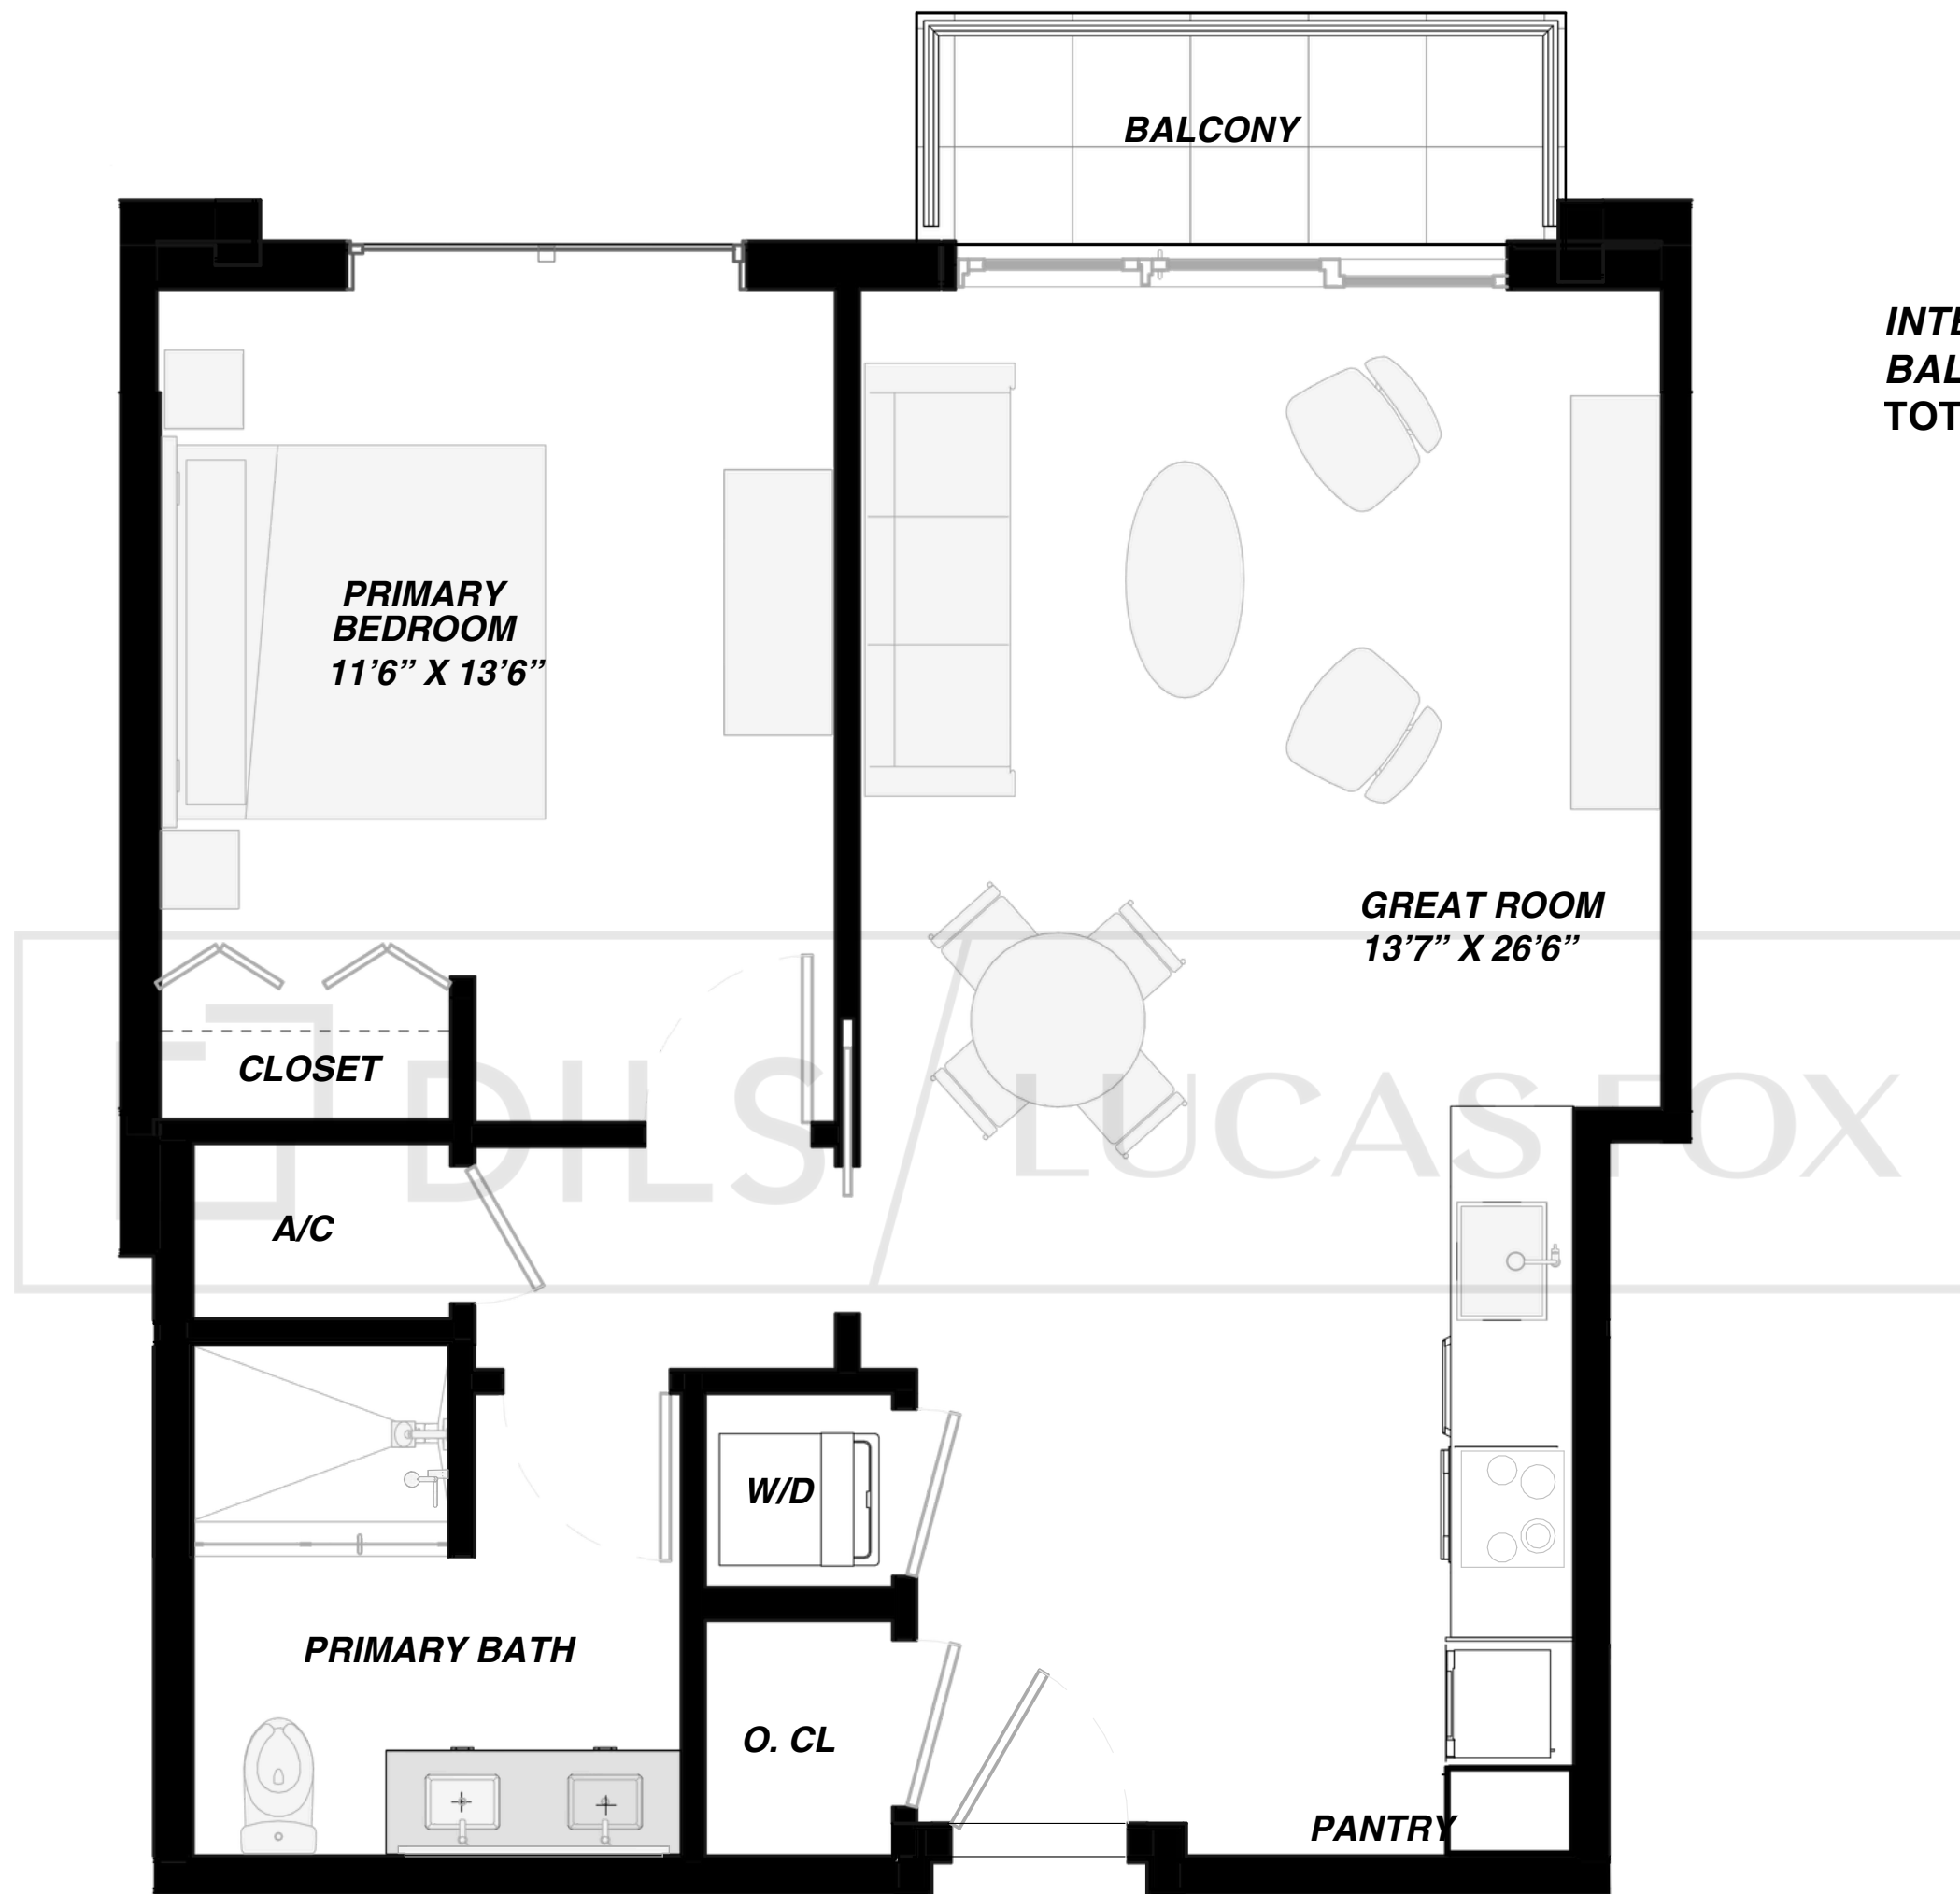 BALCONY
INTE
BAL
TOT
PRIMARY
BEDROOM
11’6” X 13’6”
GREAT ROOM
13’7” X 26’6”
CLOSET
DILS
LUCAS FOX
A/C
W/D
PRIMARY BATH
O. CL
PANTRY